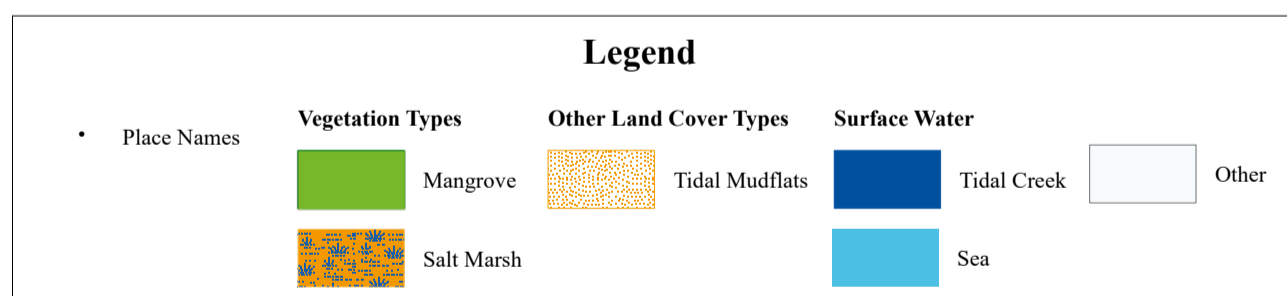 Legend
Place Names
Vegetation Types
Mangrove
Salt Marsh
Other Land Cover Types
Tidal Mudflats
Surface Water
Tidal Creek
Sea
Other